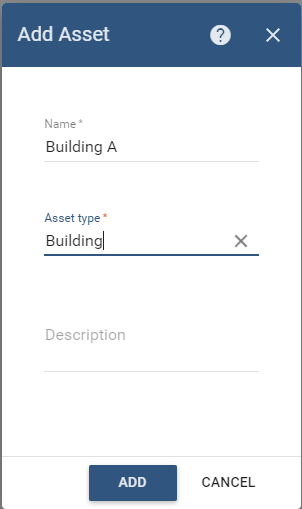 Add Asset ?
Name *
Building A
Asset type *
Building
Description
ADD CANCEL